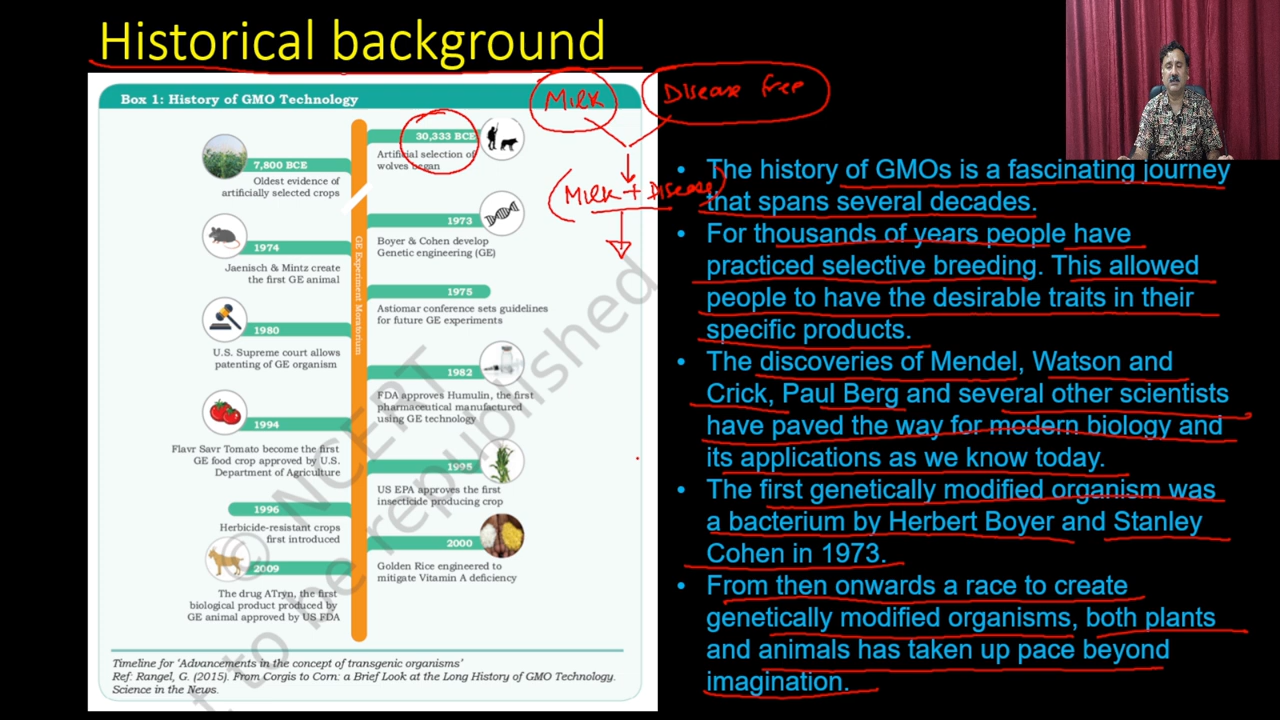 Historical background
Box 1: History of GMO Technology
30,333 BCE
Artificial selection of
wolves began
7,800 BCE
Oldest evidence of
artificially selected crops
1973
Boyer & Cohen develop
Genetic engineering (GE)
1974
Jaenisch & Mintz create
the first GE animal
1975
Astiomar conference sets guidelines
for future GE experiments
1980
U.S. Supreme court allows
patenting of GE organism
1982
FDA approves Humulin, the first
pharmaceutical manufactured
using GE technology
1994
Flavr Savr Tomato become the first
GE food crop approved by U.S.
Department of Agriculture
1995
US EPA approves the first
insecticide producing crop
1996
Herbicide-resistant crops
first introduced
2000
Golden Rice engineered to
mitigate Vitamin A deficiency
2009
The drug ATryn, the first
biological product produced by
GE animal approved by US FDA
GE Experiment Moratorium
Timeline for ‘Advancements in the concept of transgenic organisms’
Ref: Rangel, G. (2015). From Corgis to Corn: a Brief Look at the Long History of GMO Technology.
Science in the News.
© NCERT
t to be republished
Milk
Disease free
Milk + Disease
• The history of GMOs is a fascinating journey
that spans several decades.
• For thousands of years people have
practiced selective breeding. This allowed
people to have the desirable traits in their
specific products.
• The discoveries of Mendel, Watson and
Crick, Paul Berg and several other scientists
have paved the way for modern biology and
its applications as we know today.
• The first genetically modified organism was
a bacterium by Herbert Boyer and Stanley
Cohen in 1973.
• From then onwards a race to create
genetically modified organisms, both plants
and animals has taken up pace beyond
imagination.